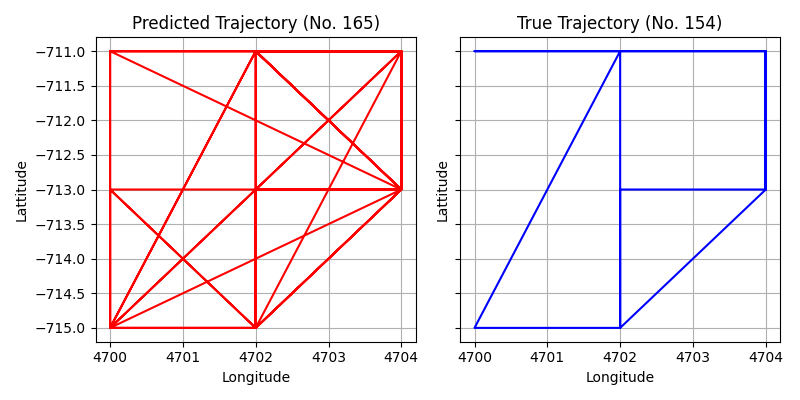 Predicted Trajectory (No. 165)
Lattitude
−711.0
−711.5
−712.0
−712.5
−713.0
−713.5
−714.0
−714.5
−715.0
4700 4701 4702 4703 4704
Longitude
True Trajectory (No. 154)
Lattitude
4700 4701 4702 4703 4704
Longitude